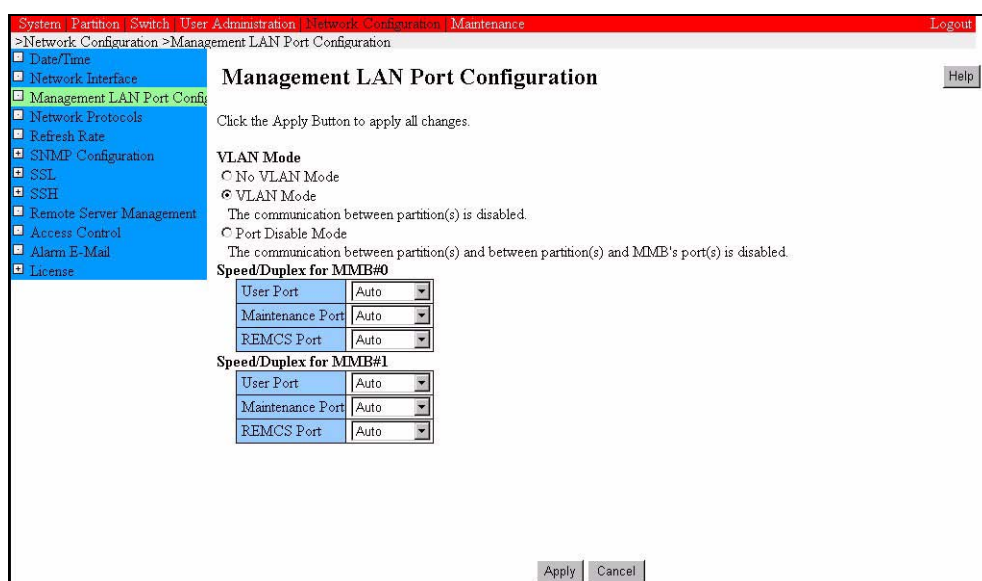 System | Partition | Switch | User Administration | Network Configuration | Maintenance Logout
>Network Configuration >Management LAN Port Configuration
Date/Time
Network Interface
Management LAN Port Config
Network Protocols
Refresh Rate
SNMP Configuration
SSL
SSH
Remote Server Management
Access Control
Alarm E-Mail
License
Management LAN Port Configuration
Help
Click the Apply Button to apply all changes.
VLAN Mode
No VLAN Mode
VLAN Mode
The communication between partition(s) is disabled.
Port Disable Mode
The communication between partition(s) and between partition(s) and MMB's port(s) is disabled.
Speed/Duplex for MMB#0
User Port Auto
Maintenance Port Auto
REMCS Port Auto
Speed/Duplex for MMB#1
User Port Auto
Maintenance Port Auto
REMCS Port Auto
Apply Cancel